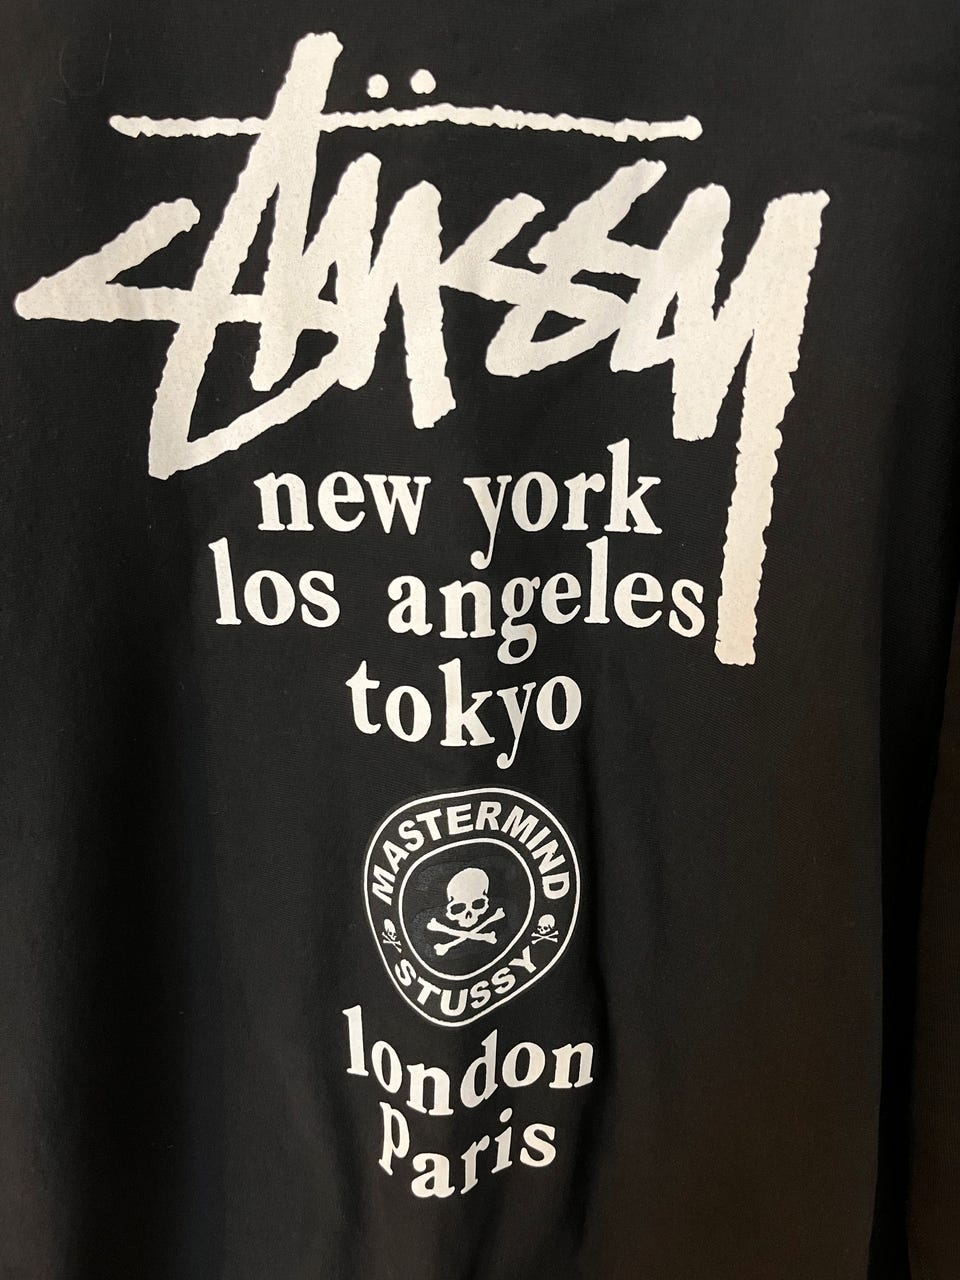 Stüssy
new york
los angeles
tokyo
MASTERMIND
STUSSY
london
Paris